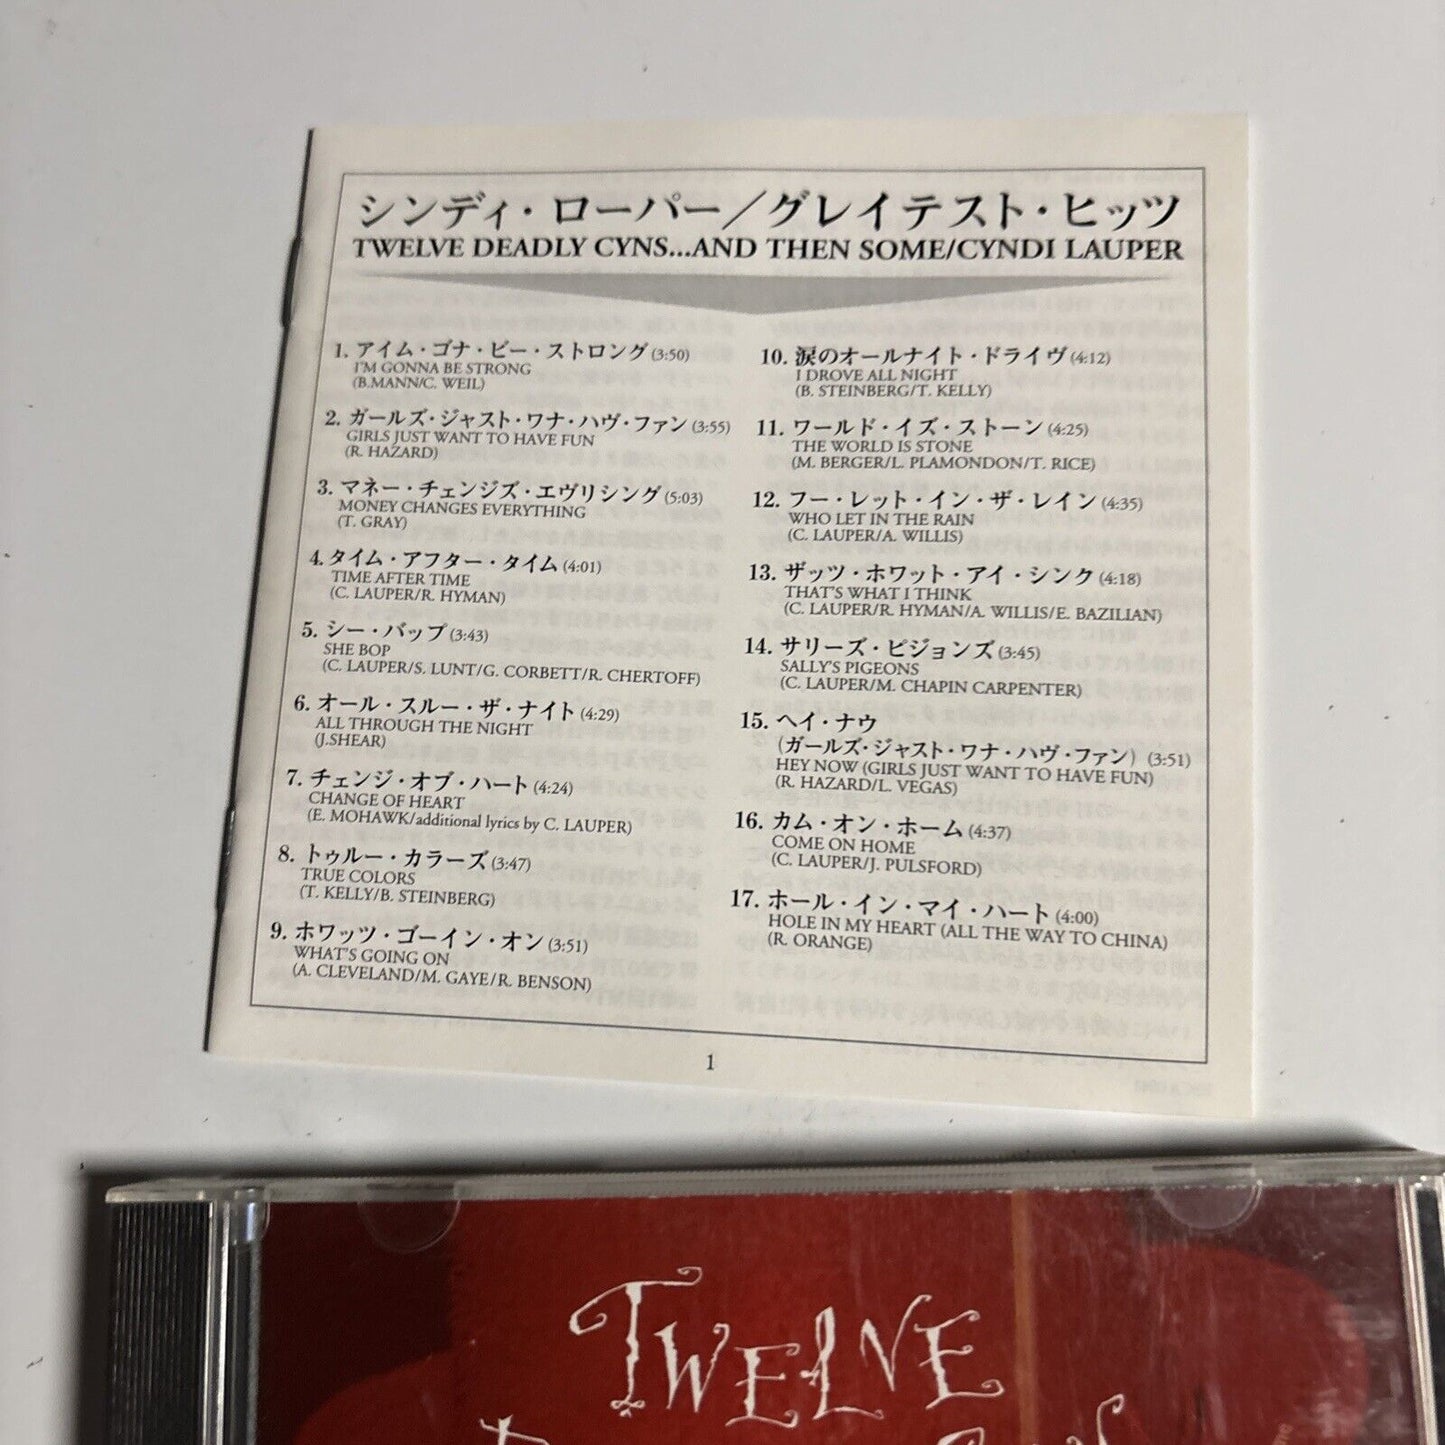 シンディ・ローパー／グレイテスト・ヒッツ
TWELVE DEADLY CYNS...AND THEN SOME/CYNDI LAUPER
1. アイム・ゴナ・ビー・ストロング (3:50)
I'M GONNA BE STRONG
(B.MANN/C. WEIL)
2. ガールズ・ジャスト・ワナ・ハヴ・ファン (3:55)
GIRLS JUST WANT TO HAVE FUN
(R. HAZARD)
3. マネー・チェンジズ・エヴリシング (5:03)
MONEY CHANGES EVERYTHING
(T. GRAY)
4. タイム・アフター・タイム (4:01)
TIME AFTER TIME
(C. LAUPER/R. HYMAN)
5. シー・バップ (3:43)
SHE BOP
(C. LAUPER/S. LUNT/G. CORBETT/R. CHERTOFF)
6. オール・スルー・ザ・ナイト (4:29)
ALL THROUGH THE NIGHT
(J.SHEAR)
7. チェンジ・オブ・ハート (4:24)
CHANGE OF HEART
(E. MOHAWK/additional lyrics by C. LAUPER)
8. トゥルー・カラーズ (3:47)
TRUE COLORS
(T. KELLY/B. STEINBERG)
9. ホワッツ・ゴーイン・オン (3:51)
WHAT'S GOING ON
(A. CLEVELAND/M. GAYE/R. BENSON)
10. 涙のオールナイト・ドライヴ (4:12)
I DROVE ALL NIGHT
(B. STEINBERG/T. KELLY)
11. ワールド・イズ・ストーン (4:25)
THE WORLD IS STONE
(M. BERGER/L. PLAMONDON/T. RICE)
12. フー・レット・イン・ザ・レイン (4:35)
WHO LET IN THE RAIN
(C. LAUPER/A. WILLIS)
13. ザッツ・ホワット・アイ・シンク (4:18)
THAT'S WHAT I THINK
(C. LAUPER/R. HYMAN/A. WILLIS/E. BAZILIAN)
14. サリーズ・ピジョンズ (3:45)
SALLY'S PIGEONS
(C. LAUPER/M. CHAPIN CARPENTER)
15. ヘイ・ナウ
(ガールズ・ジャスト・ワナ・ハヴ・ファン) (3:51)
HEY NOW (GIRLS JUST WANT TO HAVE FUN)
(R. HAZARD/L. VEGAS)
16. カム・オン・ホーム (4:37)
COME ON HOME
(C. LAUPER/J. PULSFORD)
17. ホール・イン・マイ・ハート (4:00)
HOLE IN MY HEART (ALL THE WAY TO CHINA)
(R. ORANGE)
1
TWELVE